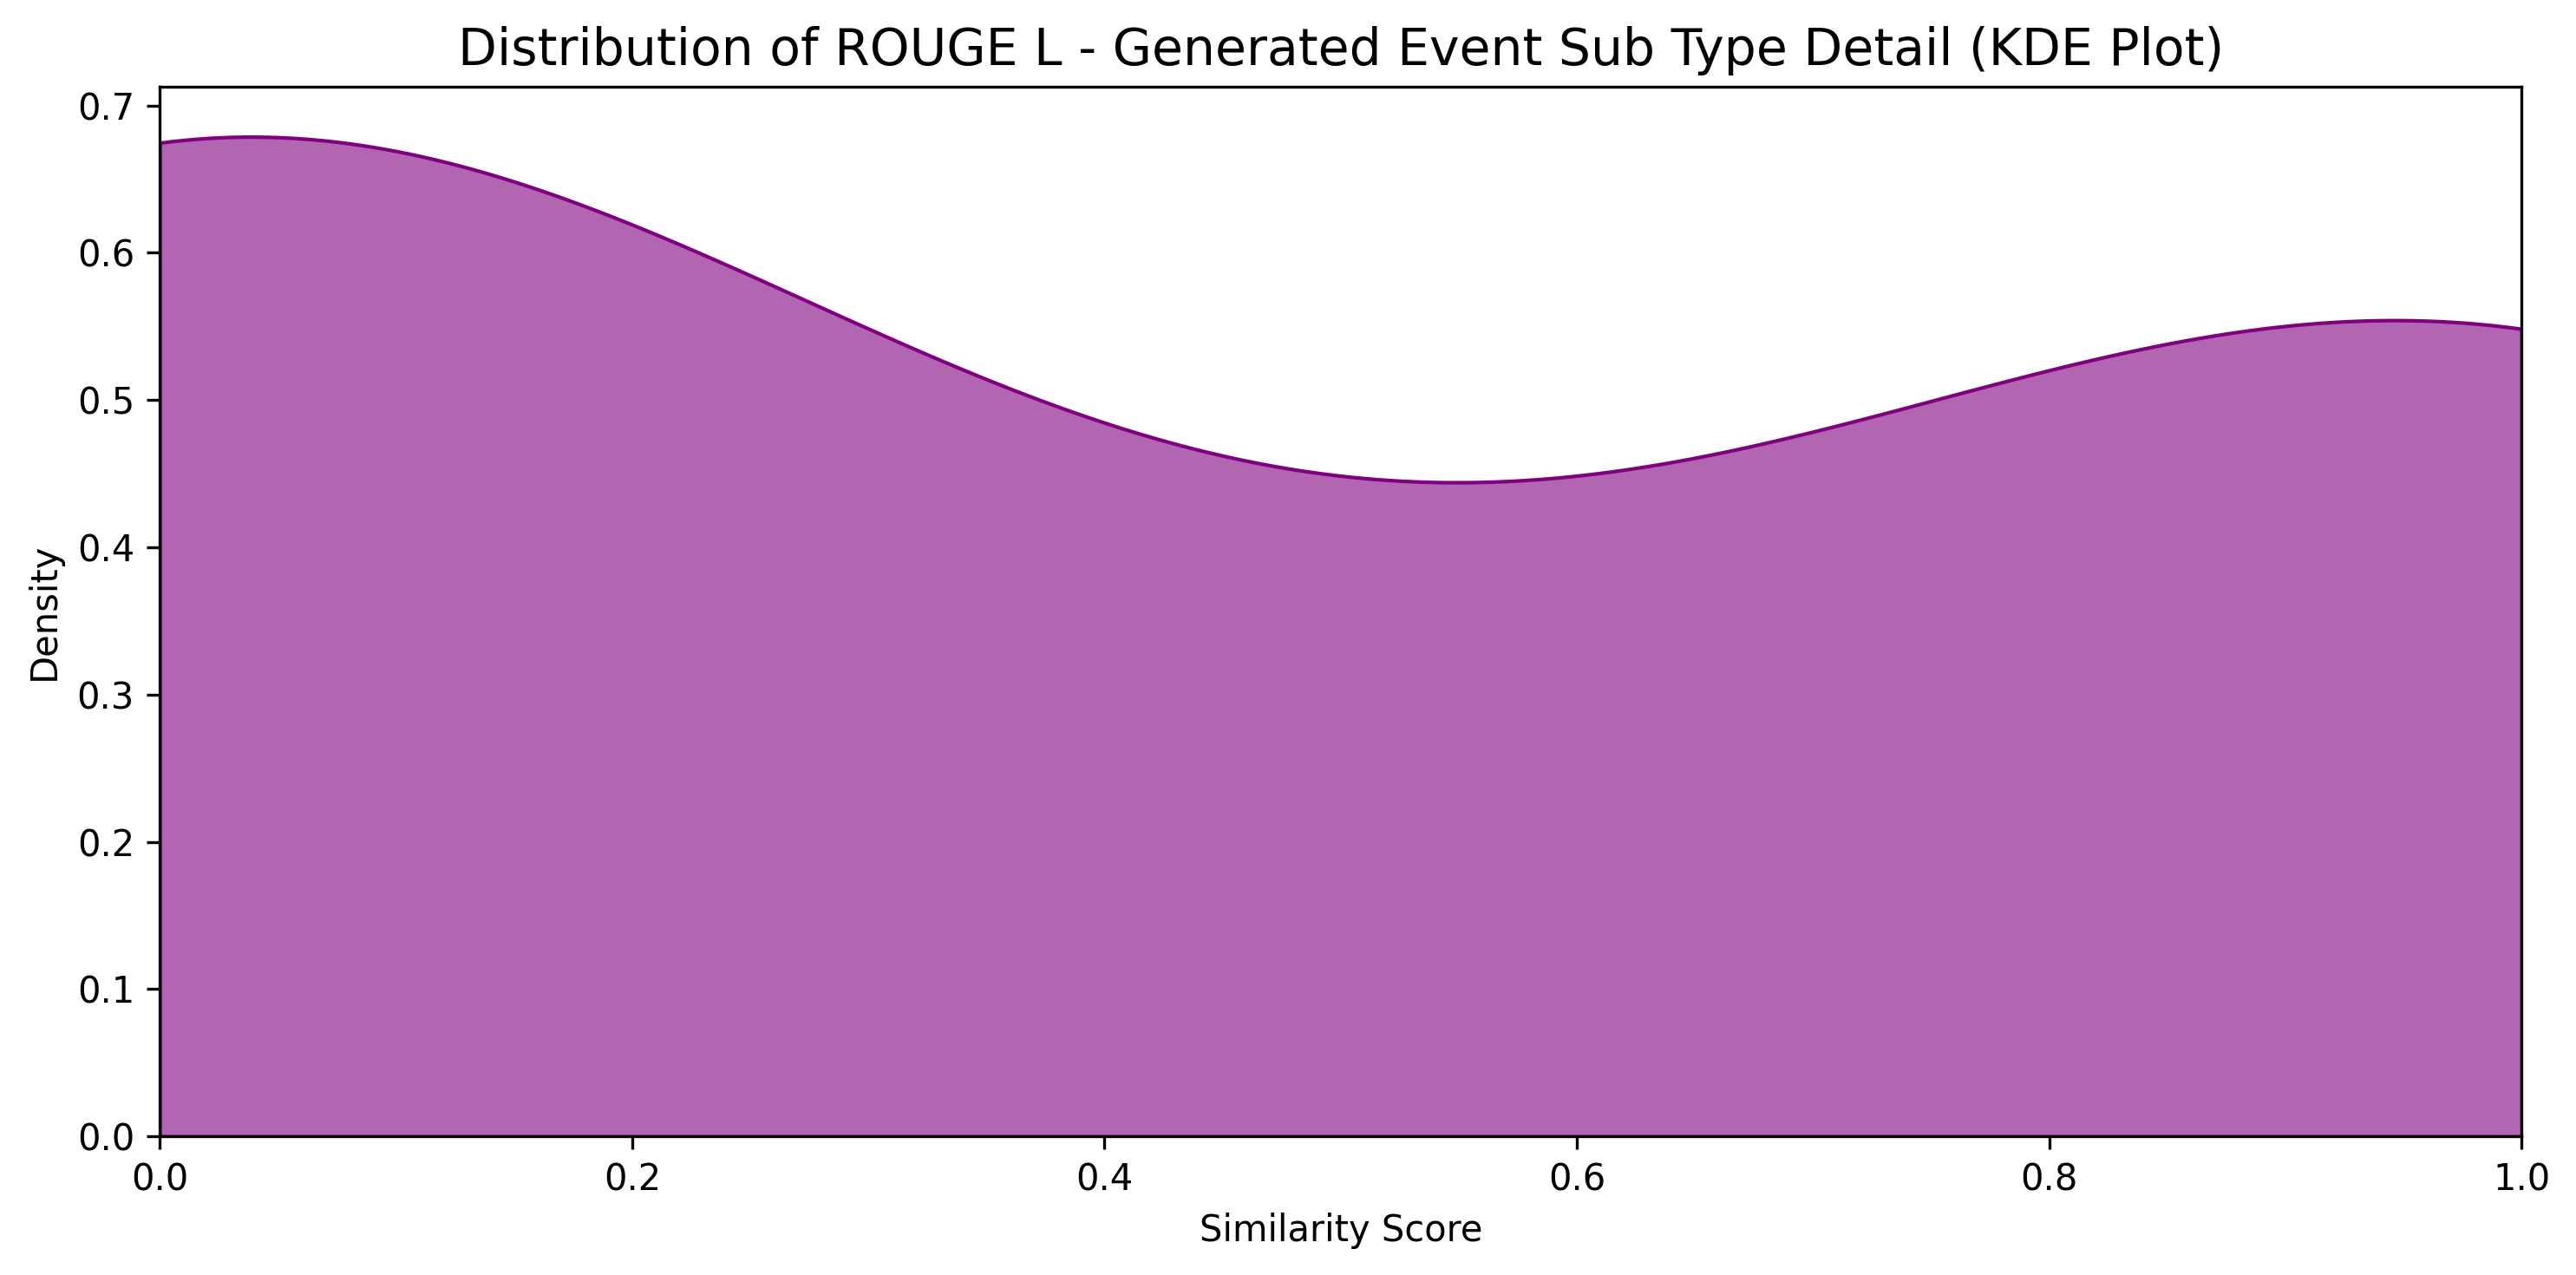 Distribution of ROUGE L - Generated Event Sub Type Detail (KDE Plot)
0.7
0.6
0.5
0.4
0.3
0.2
0.1
0.0
Density
0.0 0.2 0.4 0.6 0.8 1.0
Similarity Score